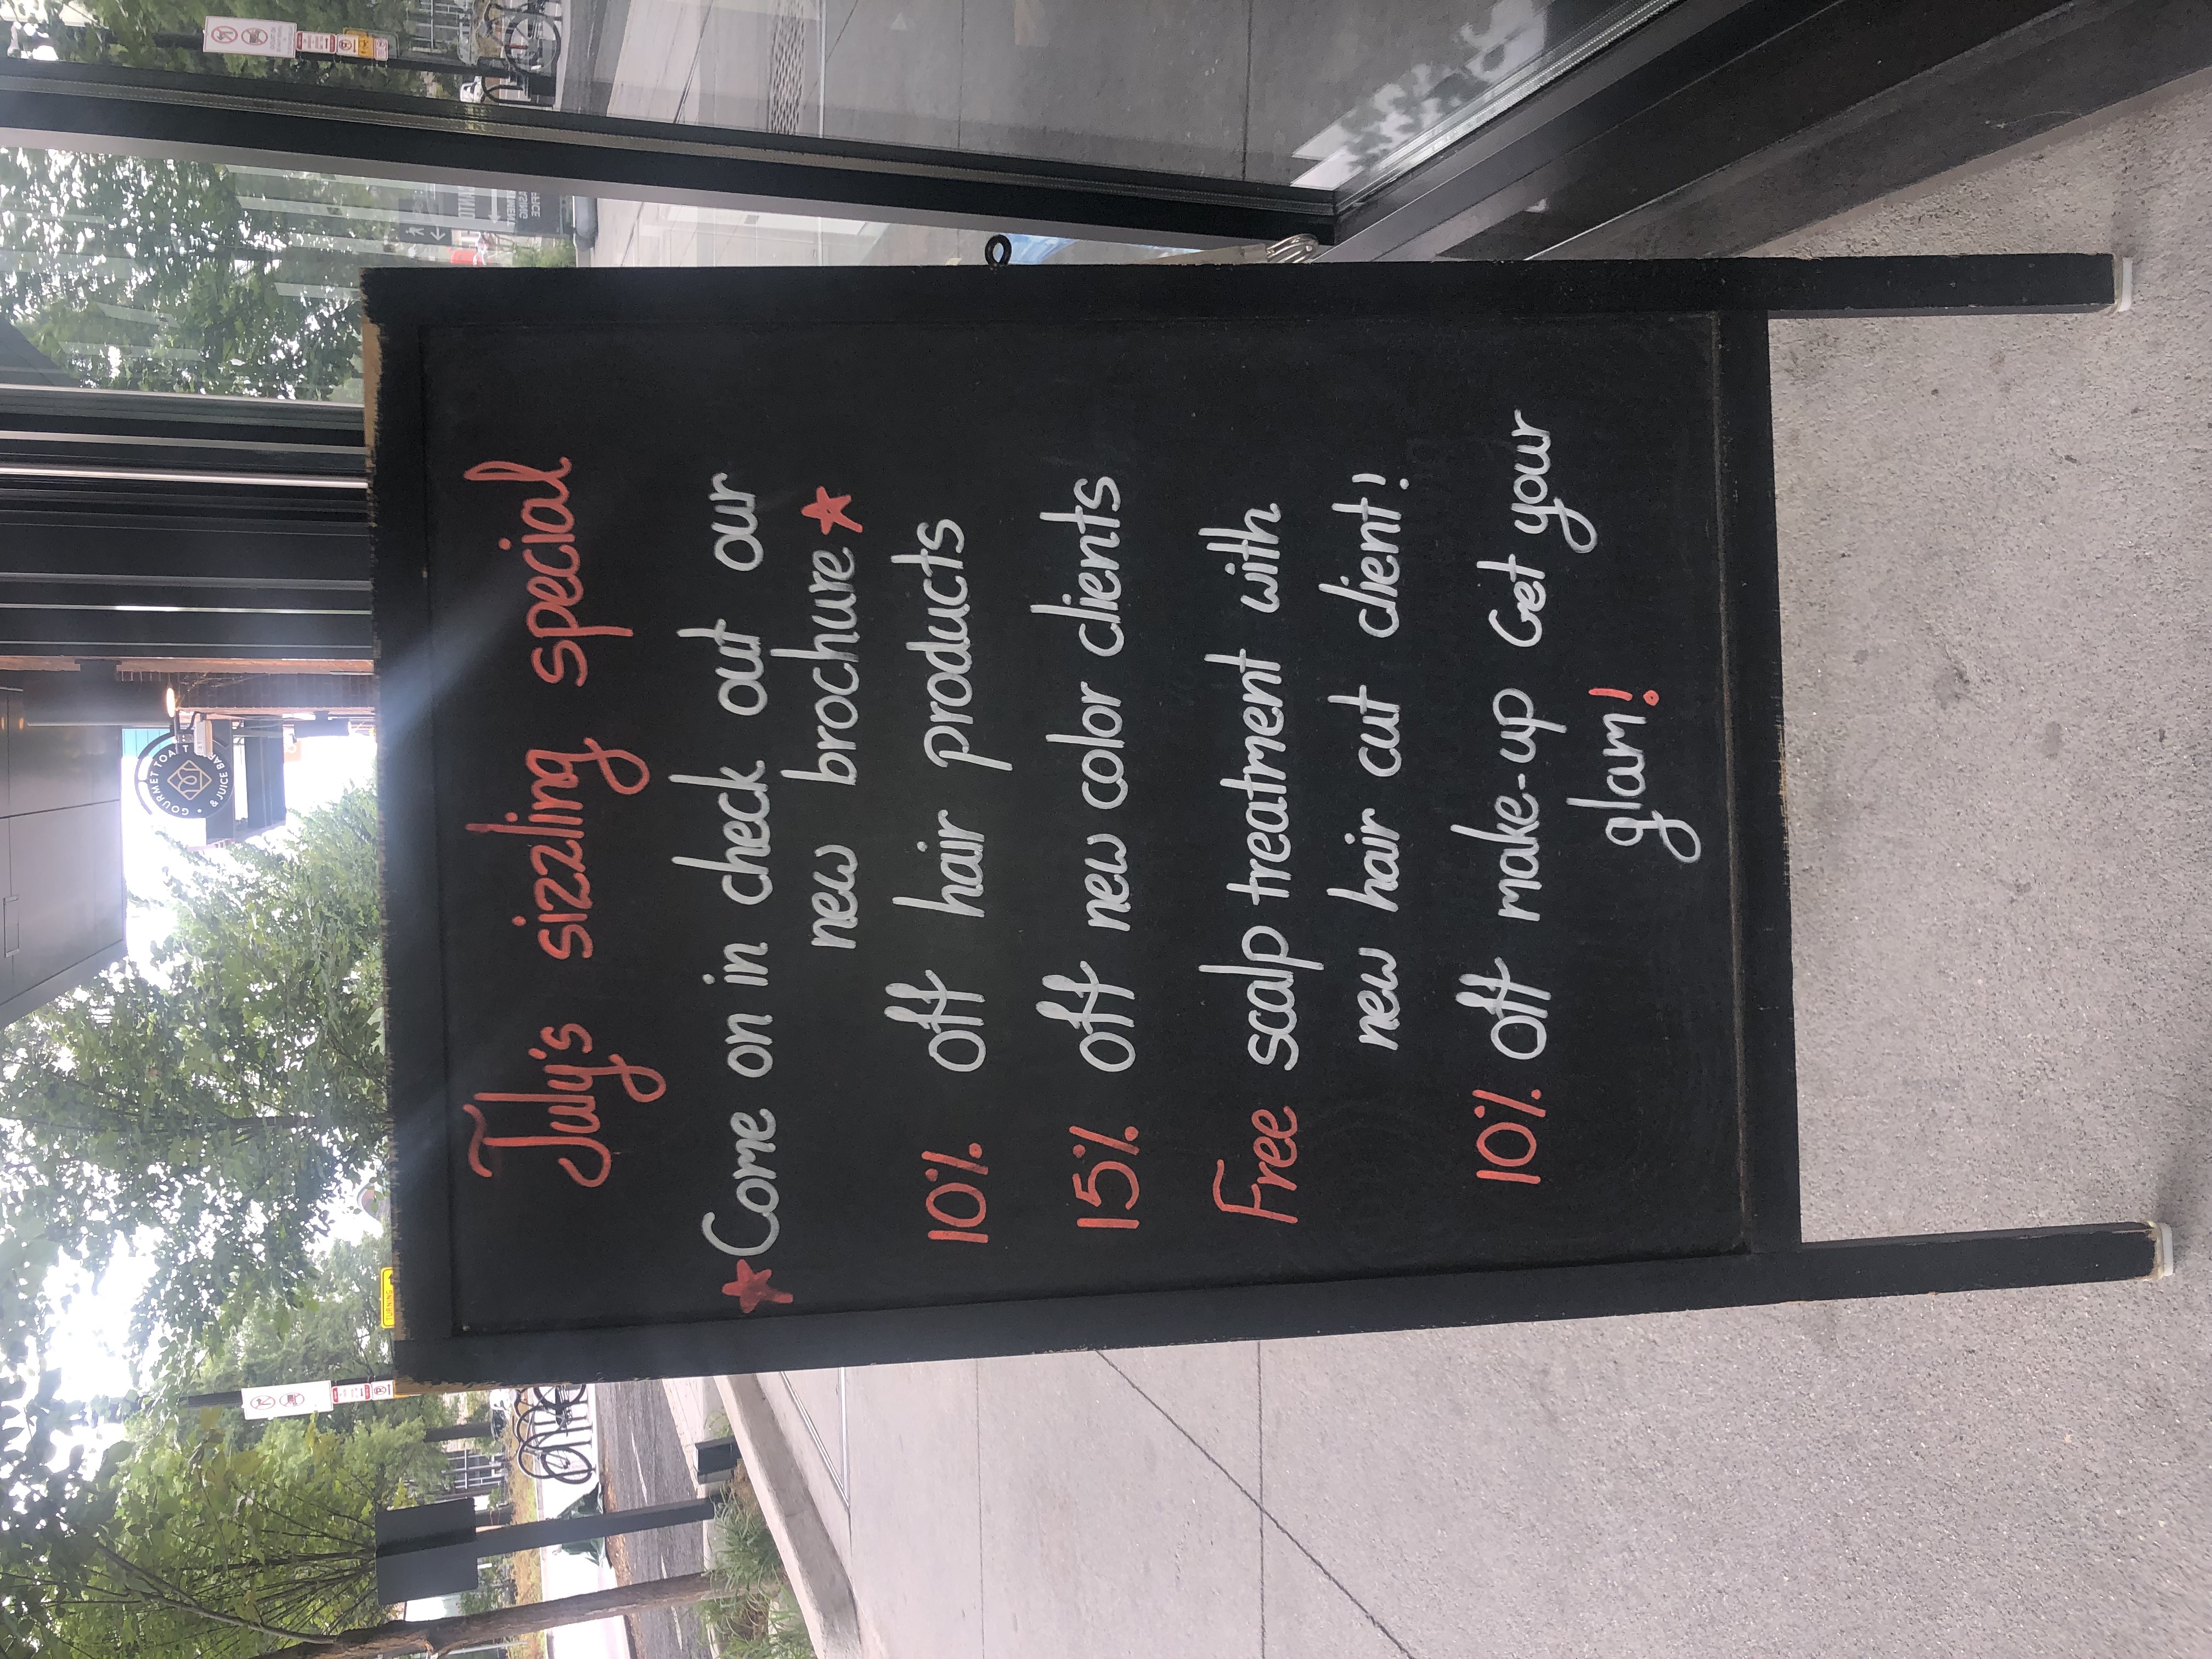 July's sizzling special
★Come on in check out our
new brochure★
10% off hair products
15% off new color clients
Free scalp treatment with
new hair cut client!
10% off make-up Get your
glam!
GOURMET TOAST
& JUICE BAR
TURNING